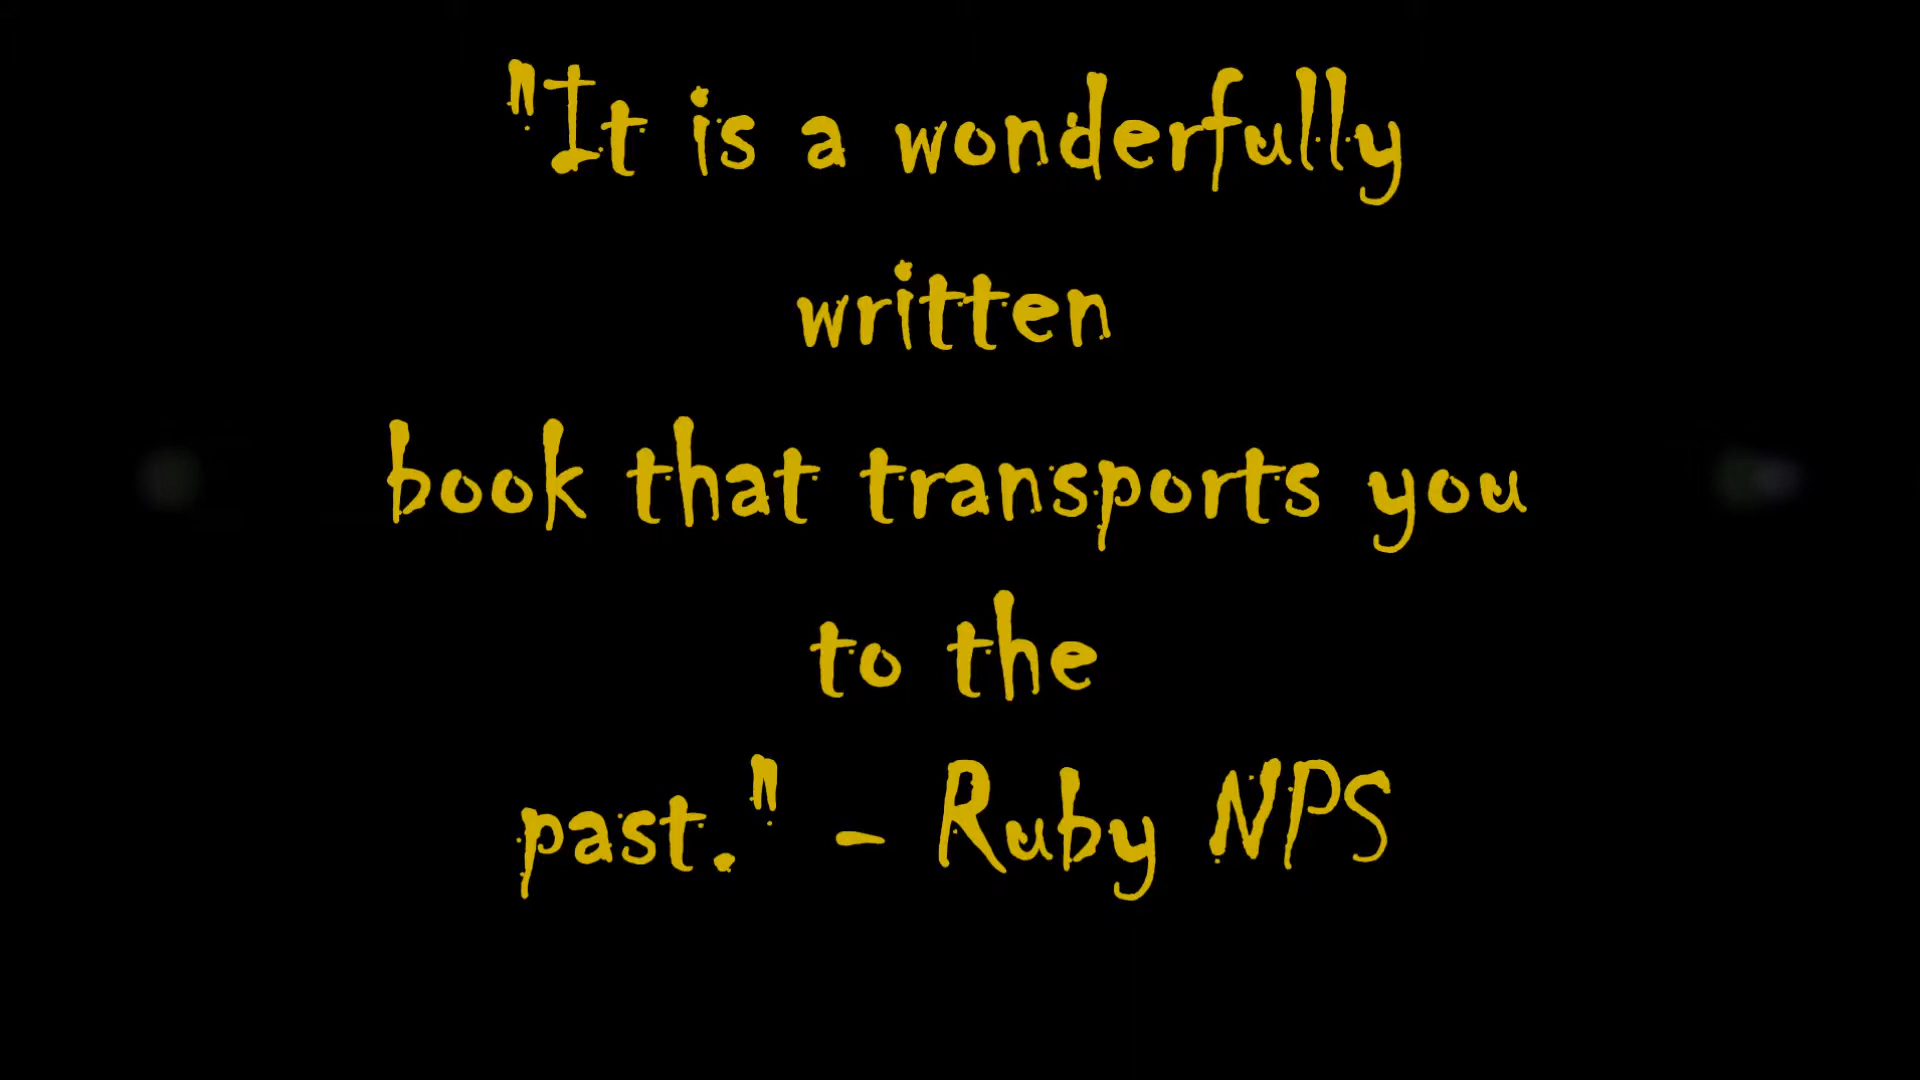 "It is a wonderfully
written
book that transports you
to the
past." - Ruby NPS